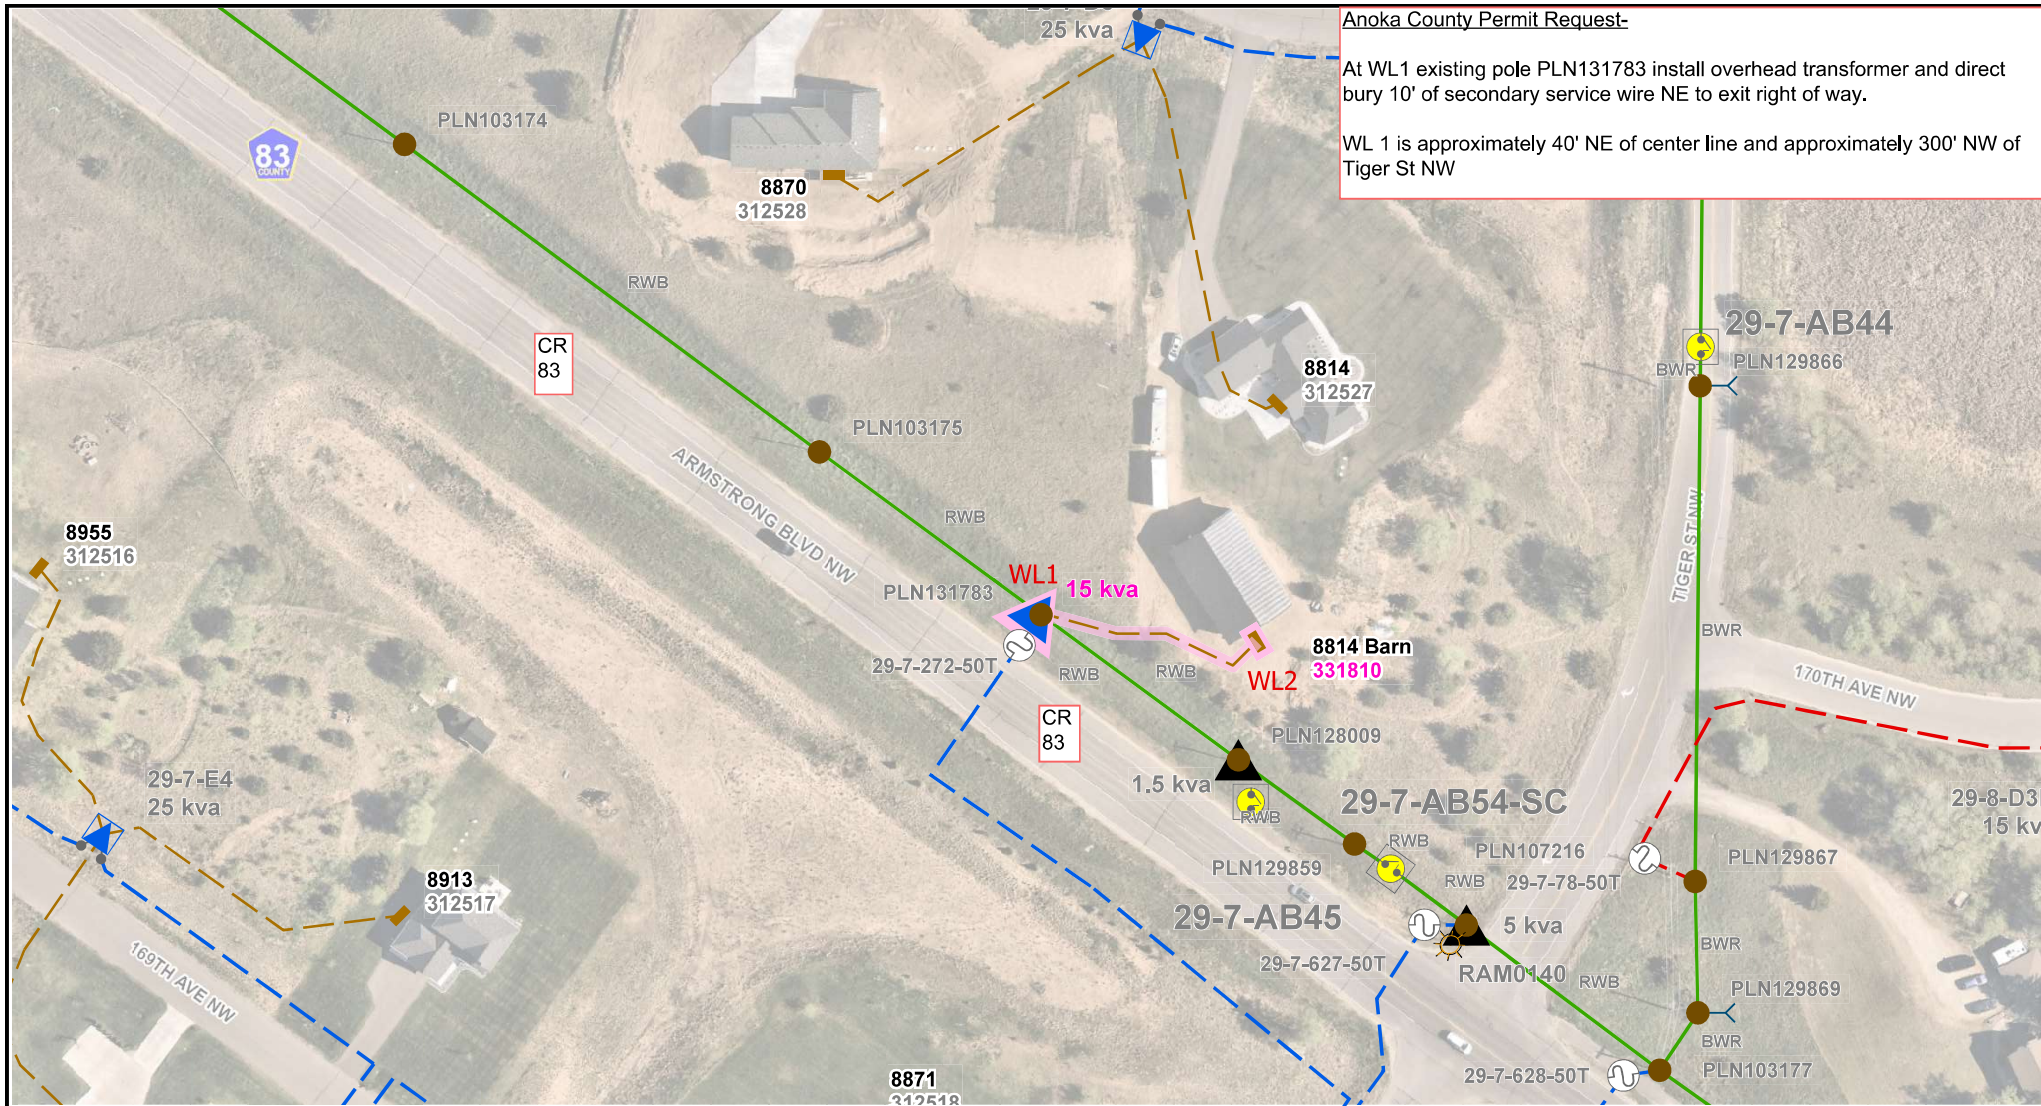 25 kva
Anoka County Permit Request-
At WL1 existing pole PLN131783 install overhead transformer and direct
bury 10' of secondary service wire NE to exit right of way.
WL 1 is approximately 40' NE of center line and approximately 300' NW of
Tiger St NW
PLN103174
83
COUNTY
8870
312528
RWB
29-7-AB44
CR
83
PLN129866
BWR
8814
312527
PLN103175
ARMSTRONG BLVD NW
RWB
8955
312516
TIGER ST NW
WL1
15 kva
PLN131783
BWR
8814 Barn
331810
29-7-272-50T
RWB
RWB
WL2
170TH AVE NW
CR
83
PLN128009
29-7-E4
25 kva
1.5 kva
29-7-AB54-SC
29-8-D3
15 kv
RWB
RWB
PLN107216
PLN129867
PLN129859
8913
312517
RWB
29-7-78-50T
29-7-AB45
5 kva
BWR
29-7-627-50T
RAM0140
RWB
PLN129869
169TH AVE NW
BWR
29-7-628-50T
PLN103177
8871
312518